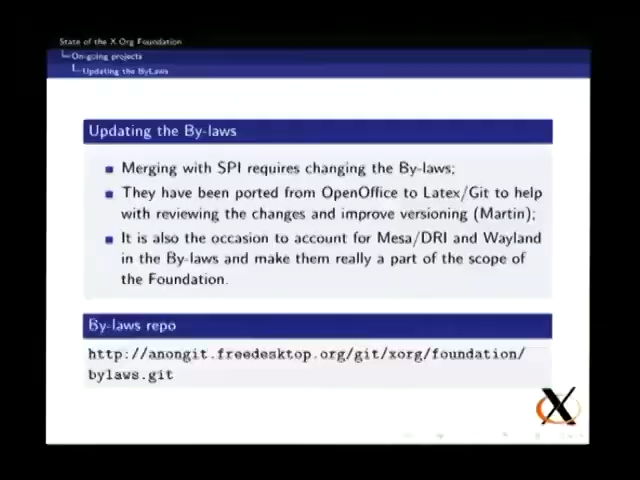 State of the X.Org Foundation
On-going projects
Updating the ByLaws
Updating the By-laws
Merging with SPI requires changing the By-laws;
They have been ported from OpenOffice to Latex/Git to help
with reviewing the changes and improve versioning (Martin);
It is also the occasion to account for Mesa/DRI and Wayland
in the By-laws and make them really a part of the scope of
the Foundation.
By-laws repo
http://anongit.freedesktop.org/git/xorg/foundation/
bylaws.git
X